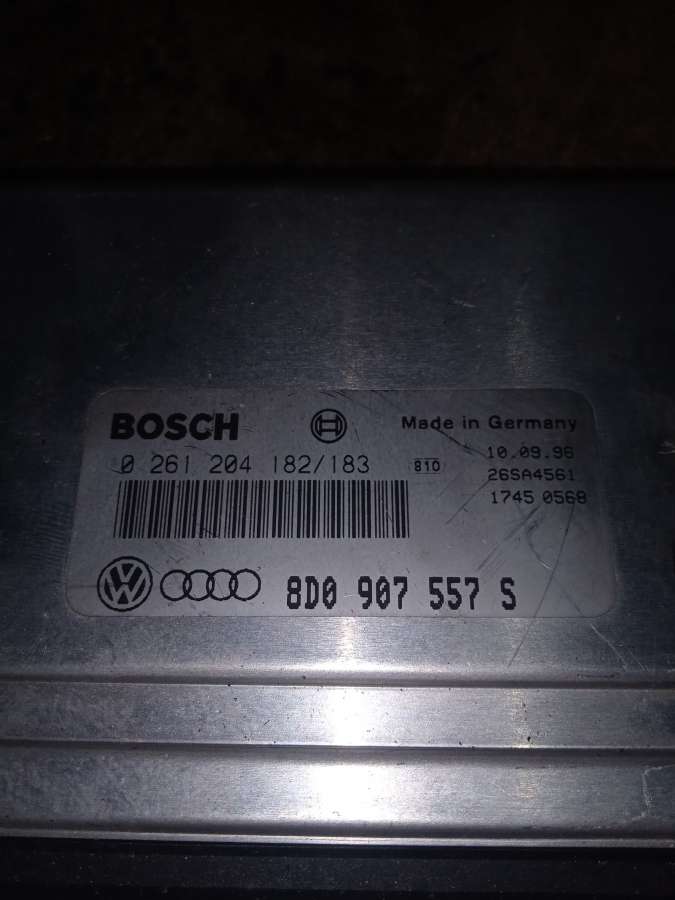 BOSCH Made in Germany
0 261 204 182/183 810 10.09.96
26SA4561
1745 0568
VW 8D0 907 557 S